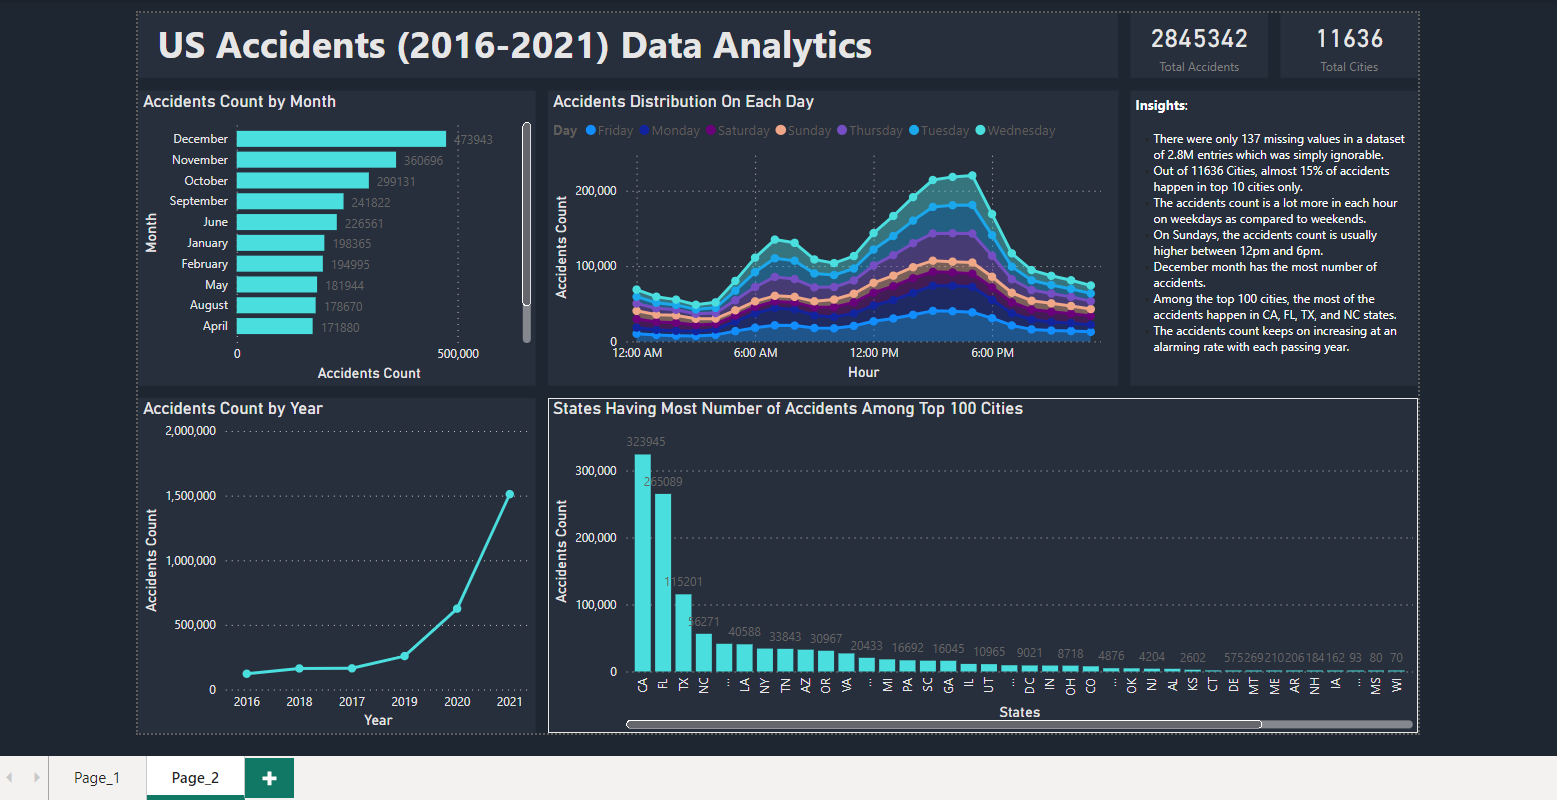 US Accidents (2016-2021) Data Analytics
2845342
Total Accidents
11636
Total Cities
Accidents Count by Month
Month
December
473943
November
360696
October
299131
September
241822
June
226561
January
198365
February
194995
May
181944
August
178670
April
171880
0
500,000
Accidents Count
Accidents Distribution On Each Day
Day Friday Monday Saturday Sunday Thursday Tuesday Wednesday
Accidents Count
200,000
100,000
0
12:00 AM 6:00 AM 12:00 PM 6:00 PM
Hour
Insights:
There were only 137 missing values in a dataset
of 2.8M entries which was simply ignorable.
Out of 11636 Cities, almost 15% of accidents
happen in top 10 cities only.
The accidents count is a lot more in each hour
on weekdays as compared to weekends.
On Sundays, the accidents count is usually
higher between 12pm and 6pm.
December month has the most number of
accidents.
Among the top 100 cities, the most of the
accidents happen in CA, FL, TX, and NC states.
The accidents count keeps on increasing at an
alarming rate with each passing year.
Accidents Count by Year
Accidents Count
2,000,000
1,500,000
1,000,000
500,000
0
2016 2018 2017 2019 2020 2021
Year
States Having Most Number of Accidents Among Top 100 Cities
Accidents Count
300,000
200,000
100,000
0
323945 265089 115201 56271 40588 33843 30967 20433 16692 16045 10965 9021 8718 4876 4204 2602 575 269 210 206 184 162 93 80 70
CA FL TX NC ... LA NY TN AZ OR VA ... MI PA SC GA IL UT ... DC IN OH CO ... OK NJ AL KS CT DE MT ME AR NH IA ... MS WI
States
Page_1
Page_2
+